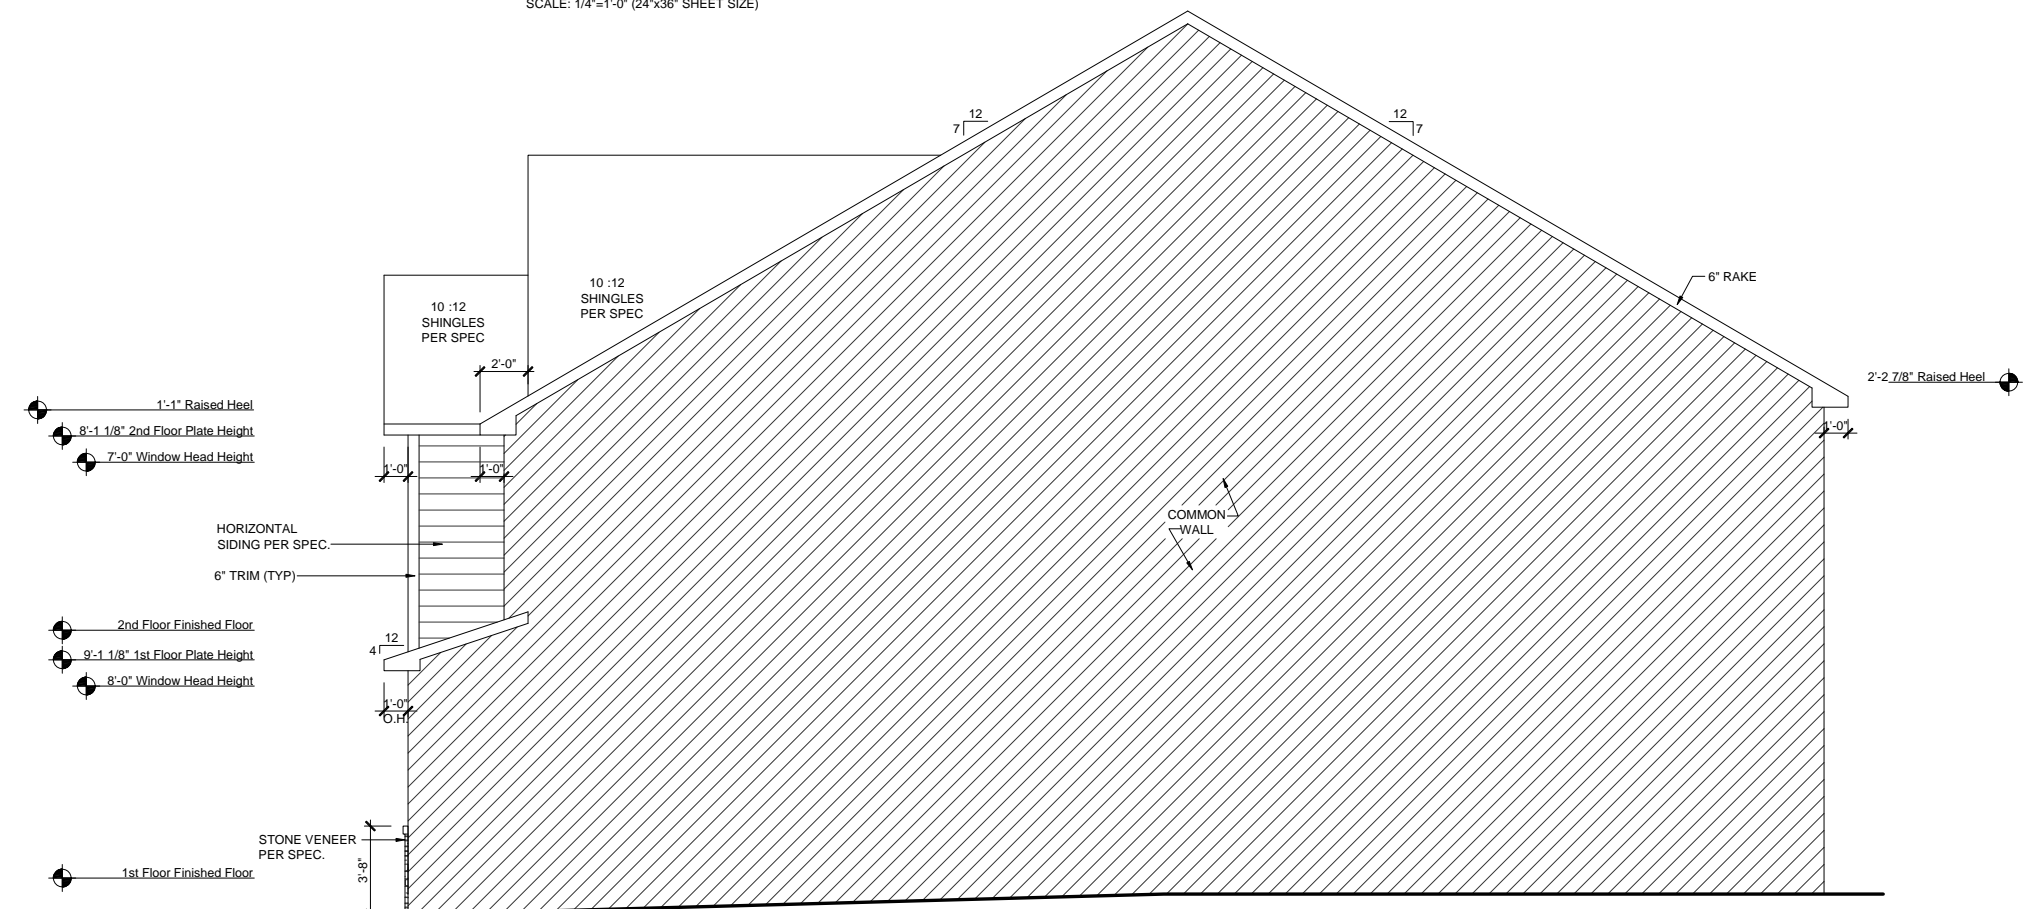 SCALE: 1/4"=1'-0" (24"x36" SHEET SIZE)
12
7
12
7
6" RAKE
10 :12
SHINGLES
PER SPEC
10 :12
SHINGLES
PER SPEC
2'-0"
2'-2 7/8" Raised Heel
1'-1" Raised Heel
8'-1 1/8" 2nd Floor Plate Height
7'-0" Window Head Height
1'-0"
1'-0"
1'-0"
COMMON
WALL
HORIZONTAL
SIDING PER SPEC.
6" TRIM (TYP)
2nd Floor Finished Floor
12
4
9'-1 1/8" 1st Floor Plate Height
8'-0" Window Head Height
1'-0"
O.H.
STONE VENEER
PER SPEC.
3'-8"
1st Floor Finished Floor